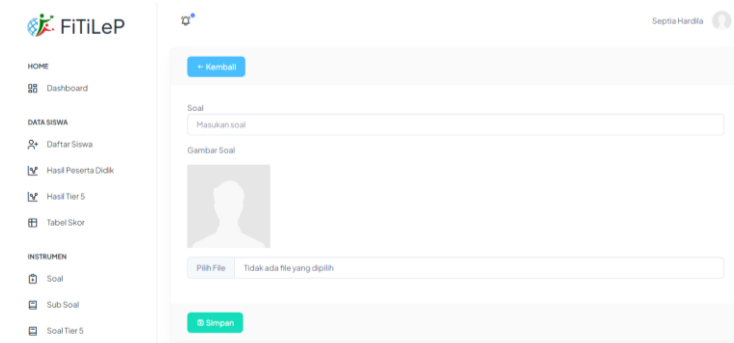 FiTiLeP
Septia Hardila
HOME
Dashboard
DATA SISWA
Daftar Siswa
Hasil Peserta Didik
Hasil Tier 5
Tabel Skor
INSTRUMEN
Soal
Sub Soal
Soal Tier 5
← Kembali
Soal
Masukan soal
Gambar Soal
Pilih File Tidak ada file yang dipilih
Simpan